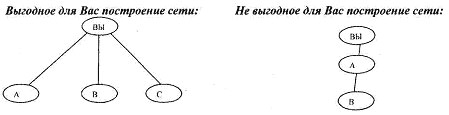 Выгодное для Вас построение сети:
Не выгодное для Вас построение сети:
ВЫ
А В С
ВЫ
А
В